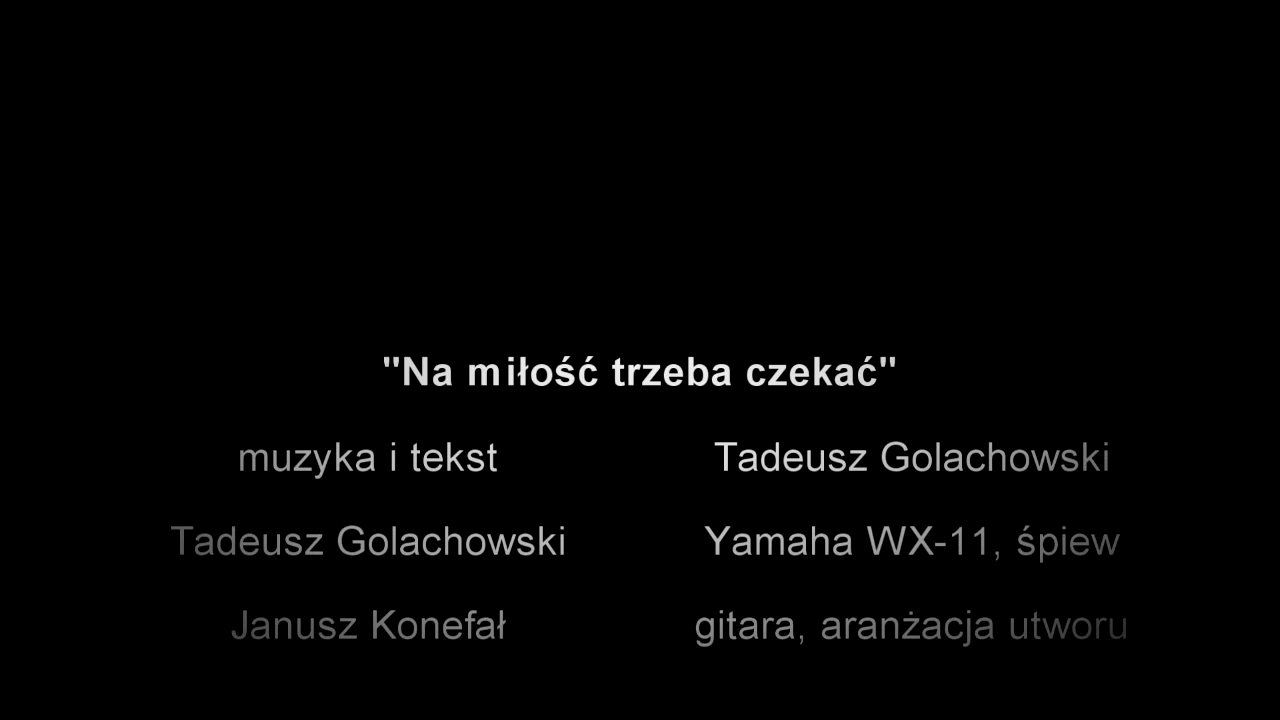 "Na miłość trzeba czekać"
muzyka i tekst Tadeusz Golachowski
Tadeusz Golachowski Yamaha WX-11, śpiew
Janusz Konefał gitara, aranżacja utworu